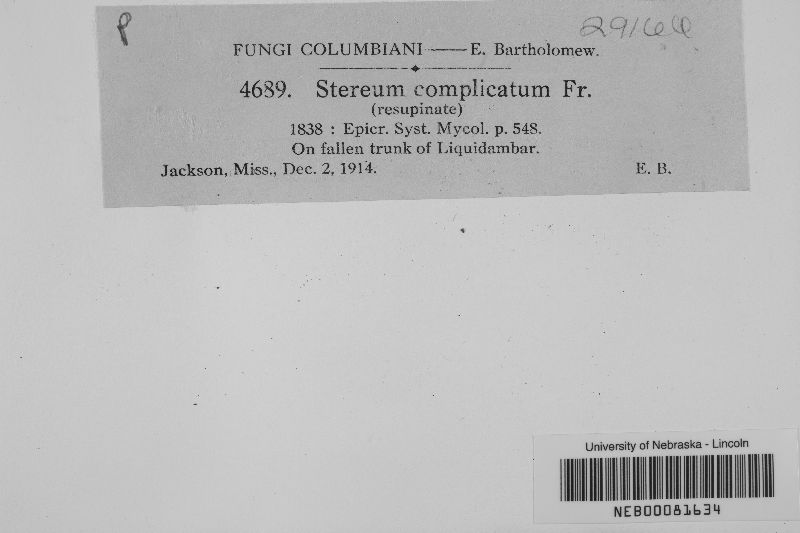 P 29166
FUNGI COLUMBIANI — E. Bartholomew.
4689. Stereum complicatum Fr.
(resupinate)
1838 : Epicr. Syst. Mycol. p. 548.
On fallen trunk of Liquidambar.
Jackson, Miss., Dec. 2, 1914. E. B.
University of Nebraska - Lincoln
NEB00081634